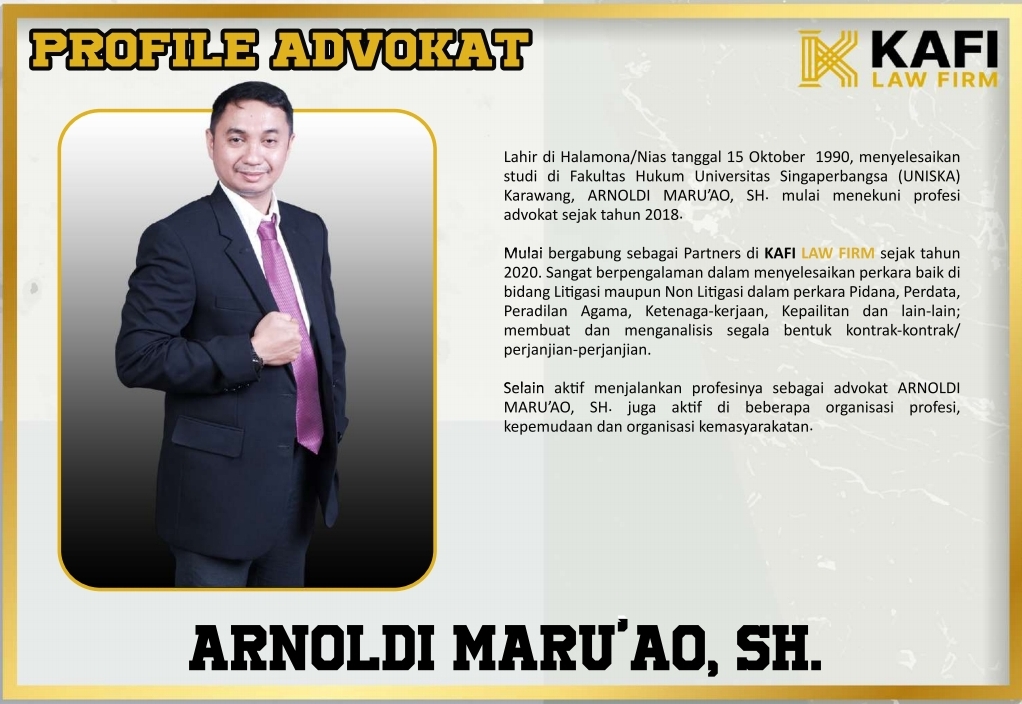 PROFILE ADVOKAT
KAFI
LAW FIRM
Lahir di Halamona/Nias tanggal 15 Oktober 1990, menyelesaikan
studi di Fakultas Hukum Universitas Singaperbangsa (UNISKA)
Karawang, ARNOLDI MARU'AO, SH. mulai menekuni profesi
advokat sejak tahun 2018.
Mulai bergabung sebagai Partners di KAFI LAW FIRM sejak tahun
2020. Sangat berpengalaman dalam menyelesaikan perkara baik di
bidang Litigasi maupun Non Litigasi dalam perkara Pidana, Perdata,
Peradilan Agama, Ketenaga-kerjaan, Kepailitan dan lain-lain;
membuat dan menganalisis segala bentuk kontrak-kontrak/
perjanjian-perjanjian.
Selain aktif menjalankan profesinya sebagai advokat ARNOLDI
MARU'AO, SH. juga aktif di beberapa organisasi profesi,
kepemudaan dan organisasi kemasyarakatan.
ARNOLDI MARU'AO, SH.